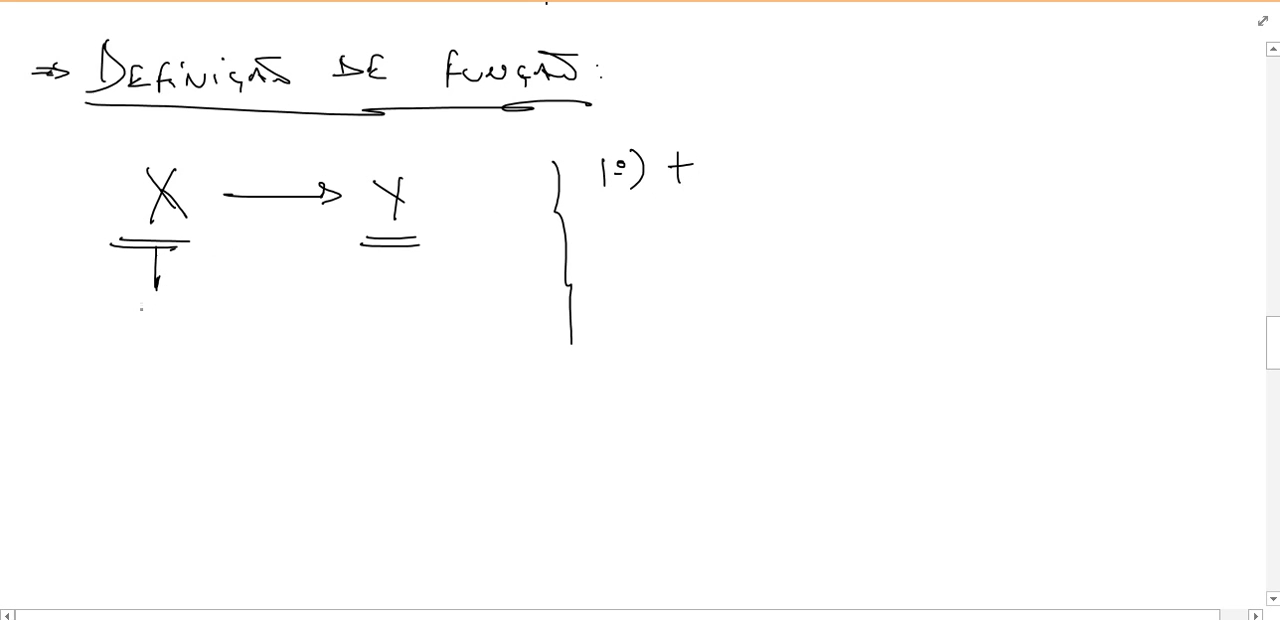 ⇒ DEFINIÇÃO DE FUNÇÃO:
X → Y } 1º) +